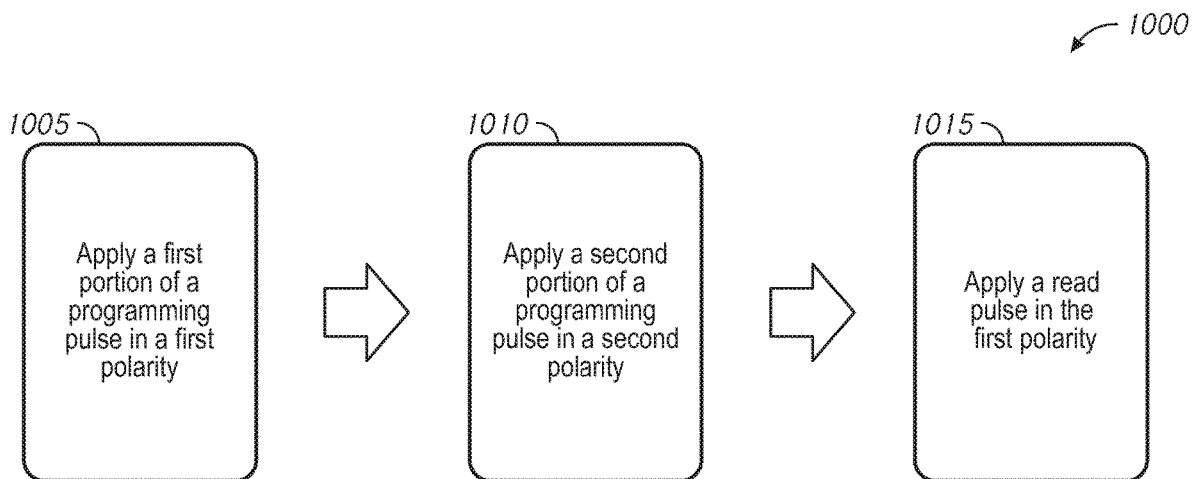 1000
1005
Apply a first
portion of a
programming
pulse in a first
polarity
1010
Apply a second
portion of a
programming
pulse in a second
polarity
1015
Apply a read
pulse in the
first polarity